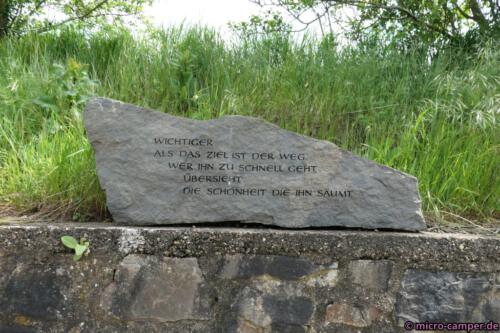 WICHTIGER
ALS DAS ZIEL IST DER WEG.
WER IHN ZU SCHNELL GEHT
ÜBERSIEHT
DIE SCHÖNHEIT DIE IHN SÄUMT
© micro-camper.de